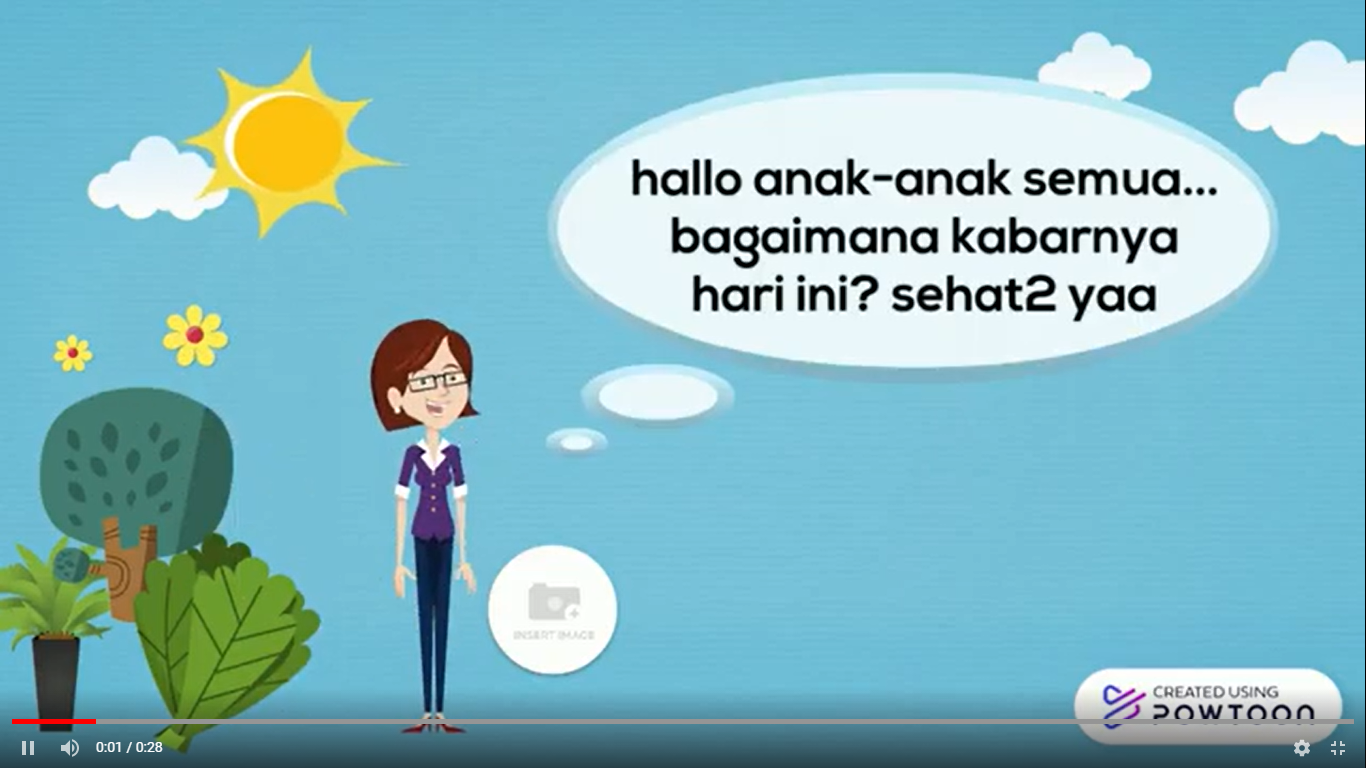 hallo anak-anak semua...
bagaimana kabarnya
hari ini? sehat2 yaa
INSERT IMAGE
CREATED USING
POWTOON
0:01 / 0:28